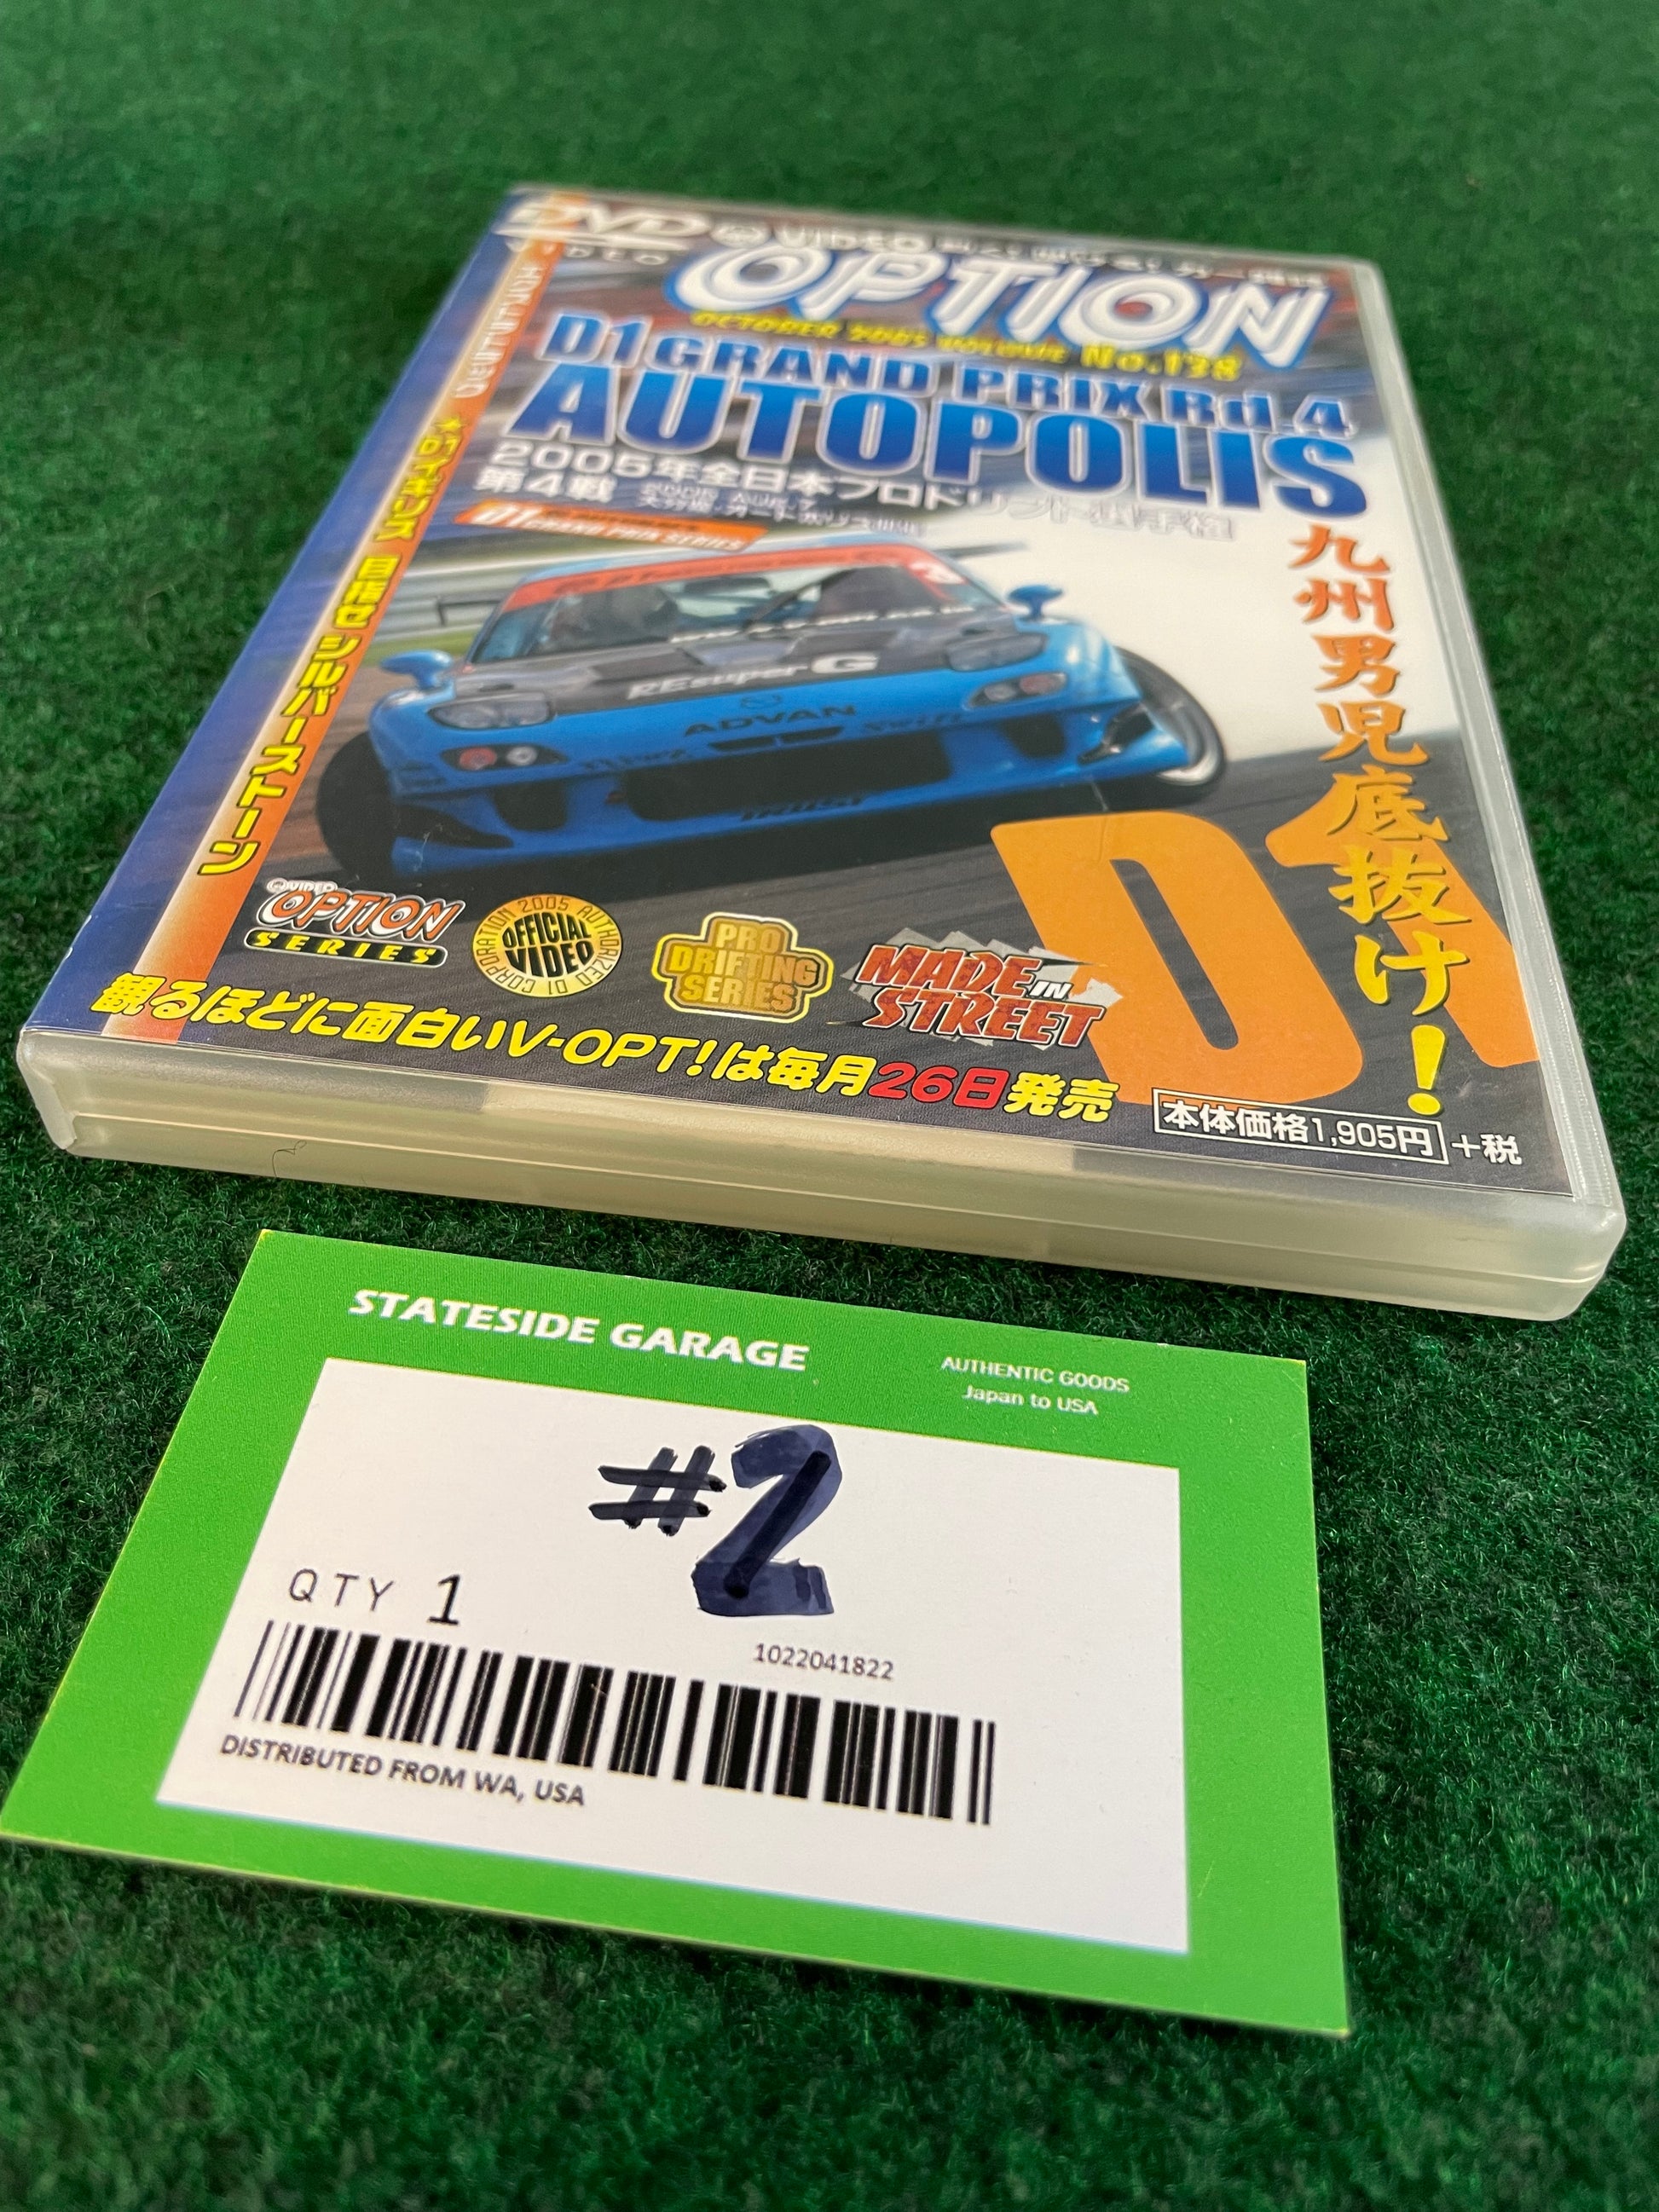 DVD
VIDEO
VIDEO
OPTION
OCTOBER 2005 VOLUME No.138
D1 GRAND PRIX Rd.4
AUTOPOLIS
2005年全日本プロドリフト選手権
第4戦
D1 GRAND PRIX SERIES
★D1イギリス 目指せシルバーストーン
九州男児底抜け!
3
RE super G
ADVAN
D1
VIDEO
OPTION
SERIES
2005 AUTHORIZED D1 CORPORATION
OFFICIAL
VIDEO
PRO
DRIFTING
SERIES
MADE IN
STREET
観るほどに面白いV-OPT!は毎月26日発売
本体価格1,905円+税
STATESIDE GARAGE
AUTHENTIC GOODS
Japan to USA
#2
QTY 1
1022041822
DISTRIBUTED FROM WA, USA